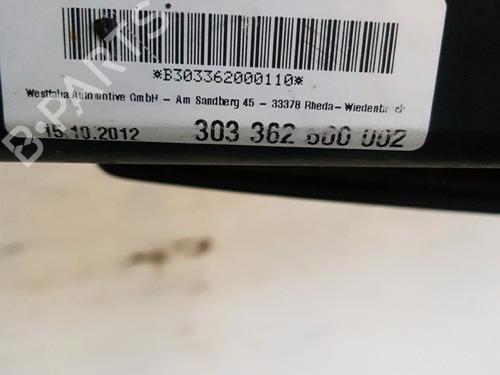 *B303362000110*
Westfalia Automotive GmbH - Am Sandberg 45 - 33378 Rheda-Wiedenbrück
15.10.2012 303 362 600 002
B-PARTS